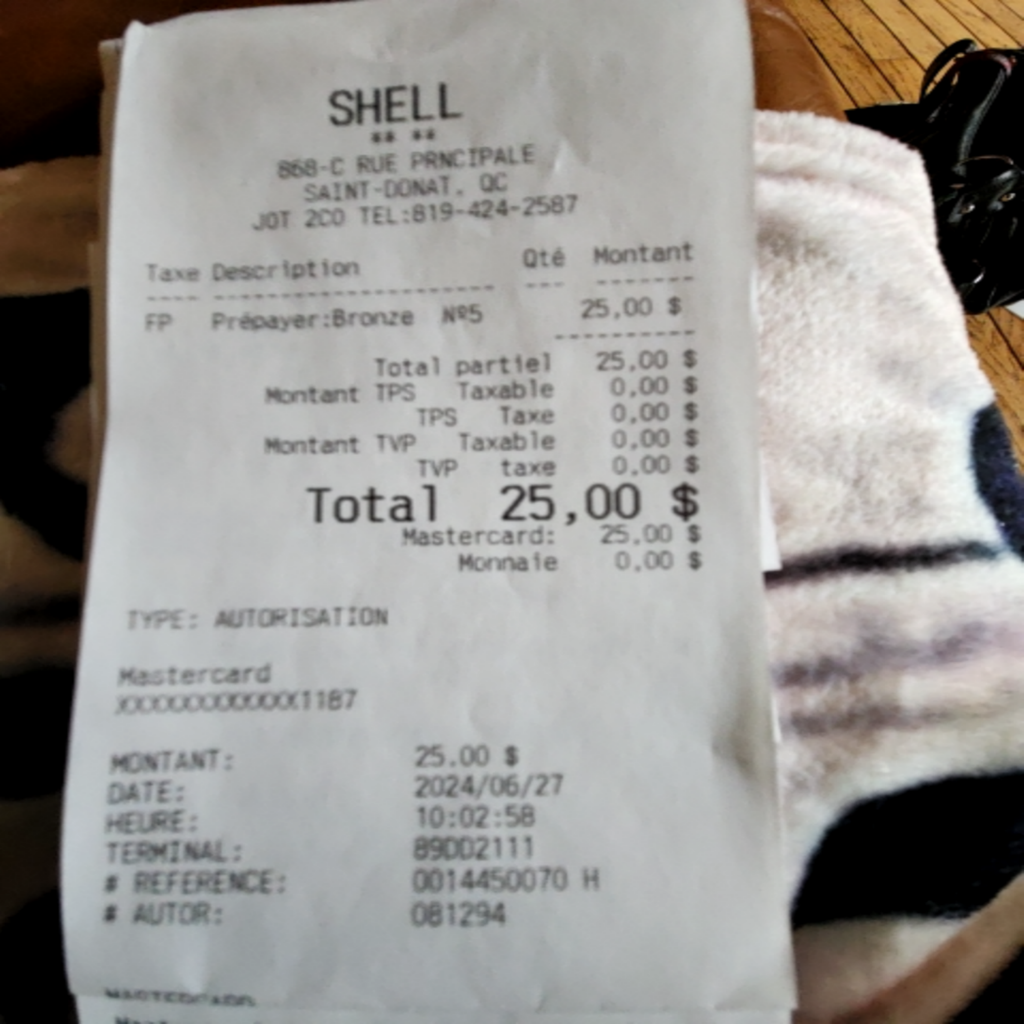 SHELL
** **
868-C RUE PRNCIPALE
SAINT-DONAT, QC
JOT 2C0 TEL:819-424-2587
Taxe Description Qté Montant
---- --------------------- --- -------
FP Prépayer:Bronze Nº5 25,00 $
----------
Total partiel 25,00 $
Montant TPS Taxable 0,00 $
TPS Taxe 0,00 $
Montant TVP Taxable 0,00 $
TVP taxe 0,00 $
Total 25,00 $
Mastercard: 25,00 $
Monnaie 0,00 $
TYPE: AUTORISATION
Mastercard
XXXXXXXXXXXX1187
MONTANT: 25.00 $
DATE: 2024/06/27
HEURE: 10:02:58
TERMINAL: 89DD2111
# REFERENCE: 0014450070 H
# AUTOR: 081294
MASTERCARD